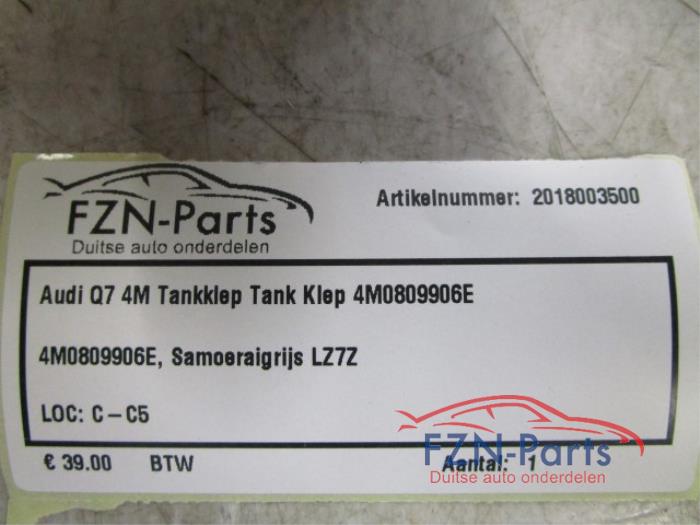 FZN-Parts
Duitse auto onderdelen
Artikelnummer: 2018003500
Audi Q7 4M Tankklep Tank Klep 4M0809906E
4M0809906E, Samoeraigrijs LZ7Z
LOC: C-C5
€ 39.00 BTW Aantal: 1
FZN-Parts
Duitse auto onderdelen